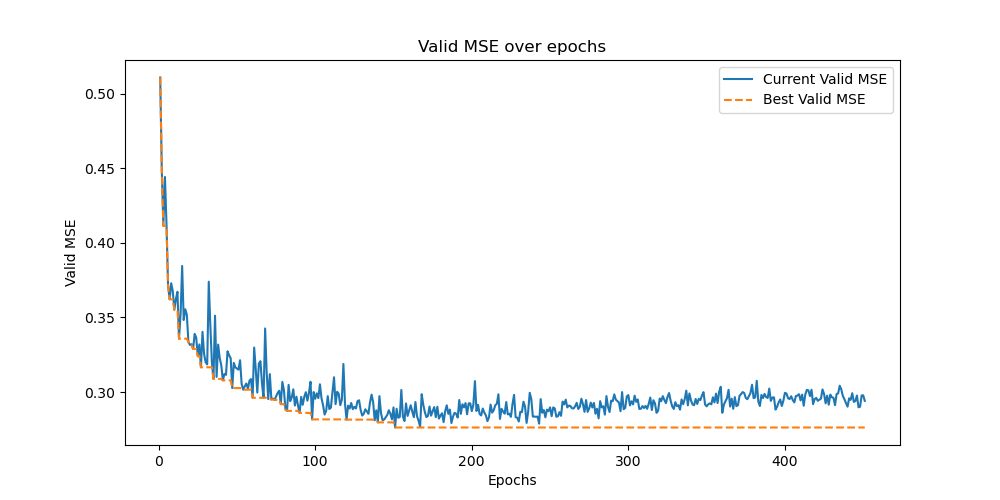 Valid MSE over epochs
Current Valid MSE
Best Valid MSE
0.50
0.45
0.40
0.35
0.30
Valid MSE
0
100
200
300
400
Epochs